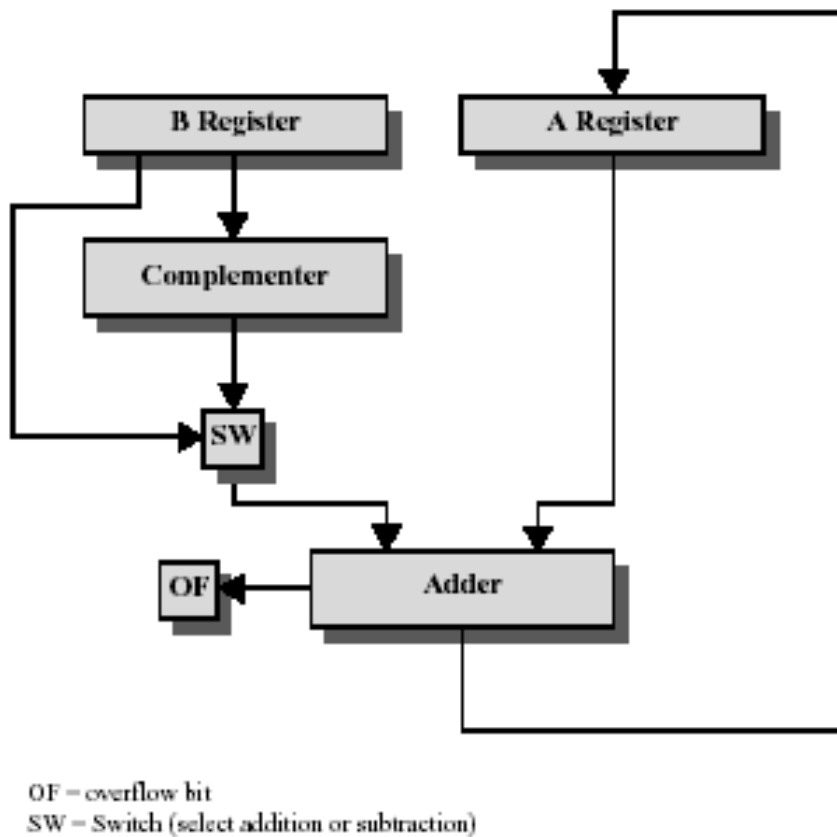 B Register
A Register
Complementer
SW
OF
Adder
OF = overflow bit
SW = Switch (select addition or subtraction)